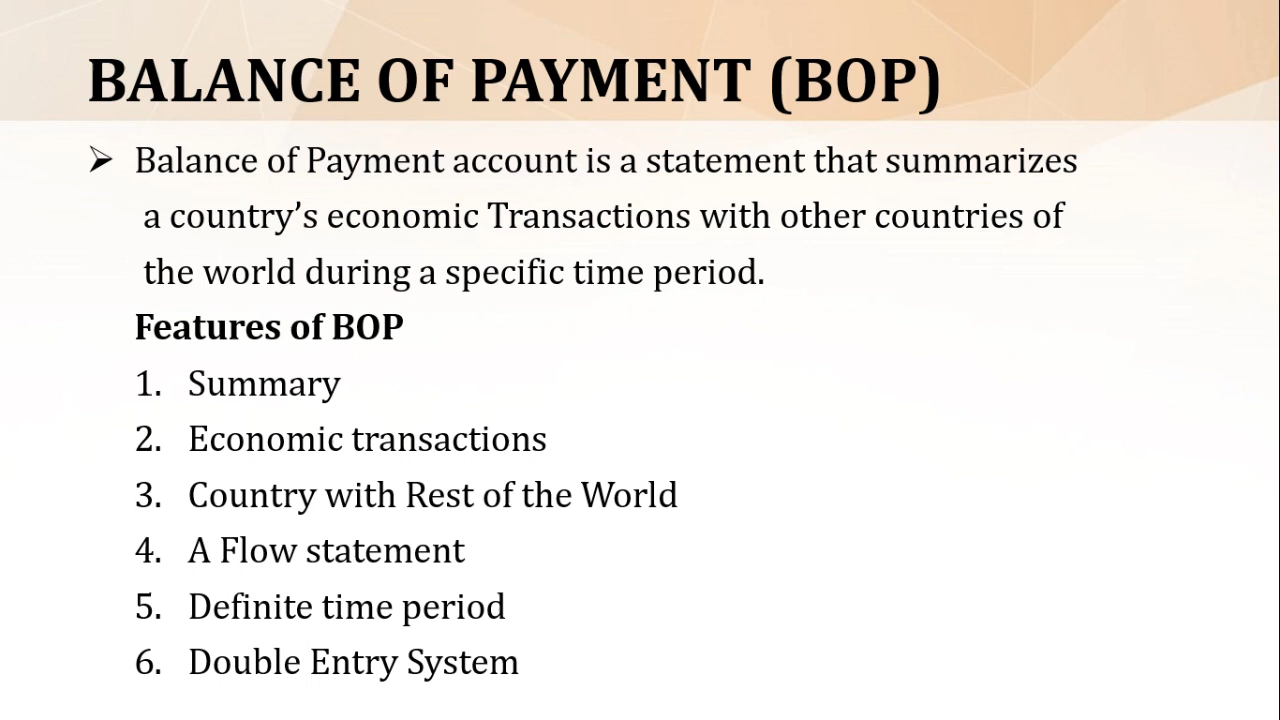 BALANCE OF PAYMENT (BOP)
➢ Balance of Payment account is a statement that summarizes
a country’s economic Transactions with other countries of
the world during a specific time period.
Features of BOP
1. Summary
2. Economic transactions
3. Country with Rest of the World
4. A Flow statement
5. Definite time period
6. Double Entry System